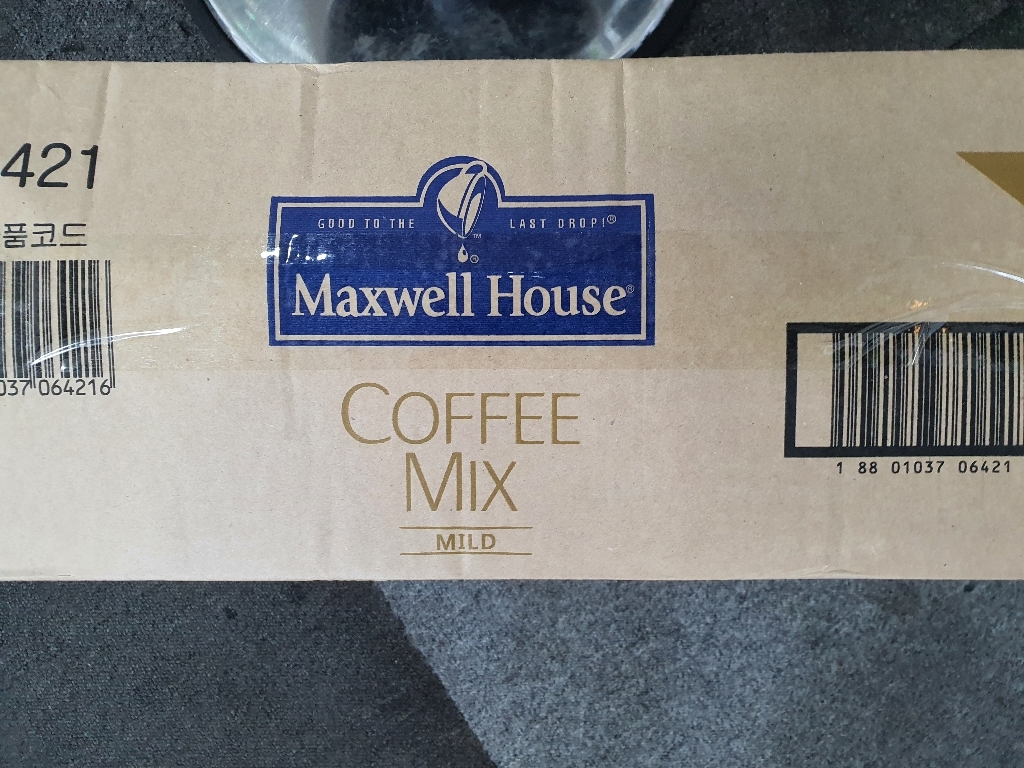 421
품코드
037 064216
GOOD TO THE LAST DROP!®
™
®
Maxwell House®
COFFEE
MIX
MILD
1 88 01037 06421